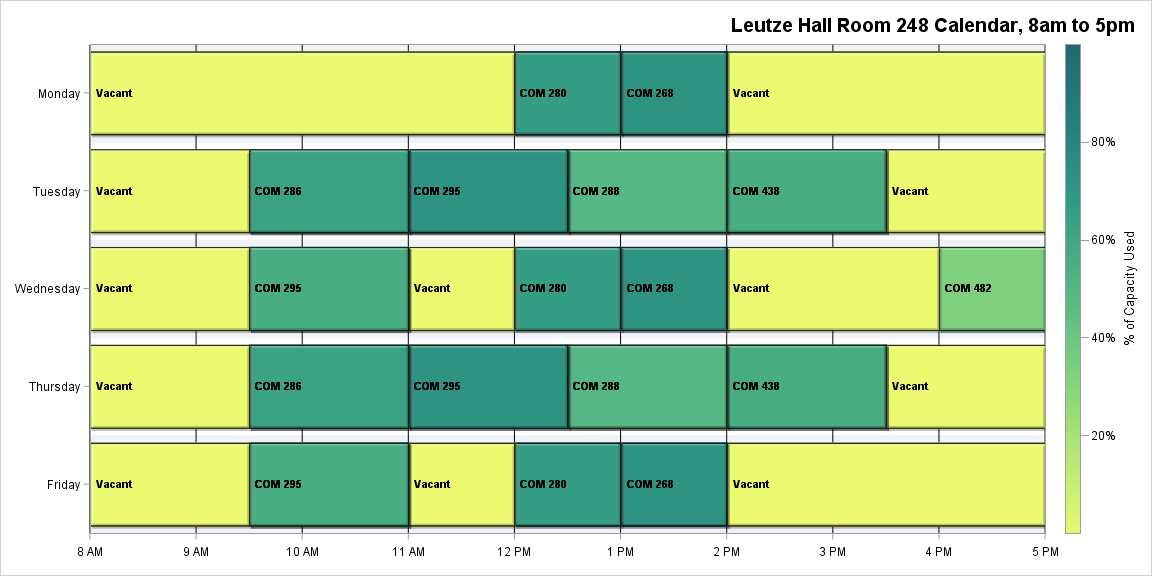 Leutze Hall Room 248 Calendar, 8am to 5pm
Monday
Vacant
COM 280
COM 268
Vacant
Tuesday
Vacant
COM 286
COM 295
COM 288
COM 438
Vacant
Wednesday
Vacant
COM 295
Vacant
COM 280
COM 268
Vacant
COM 482
Thursday
Vacant
COM 286
COM 295
COM 288
COM 438
Vacant
Friday
Vacant
COM 295
Vacant
COM 280
COM 268
Vacant
8 AM
9 AM
10 AM
11 AM
12 PM
1 PM
2 PM
3 PM
4 PM
5 PM
80%
60%
40%
20%
% of Capacity Used